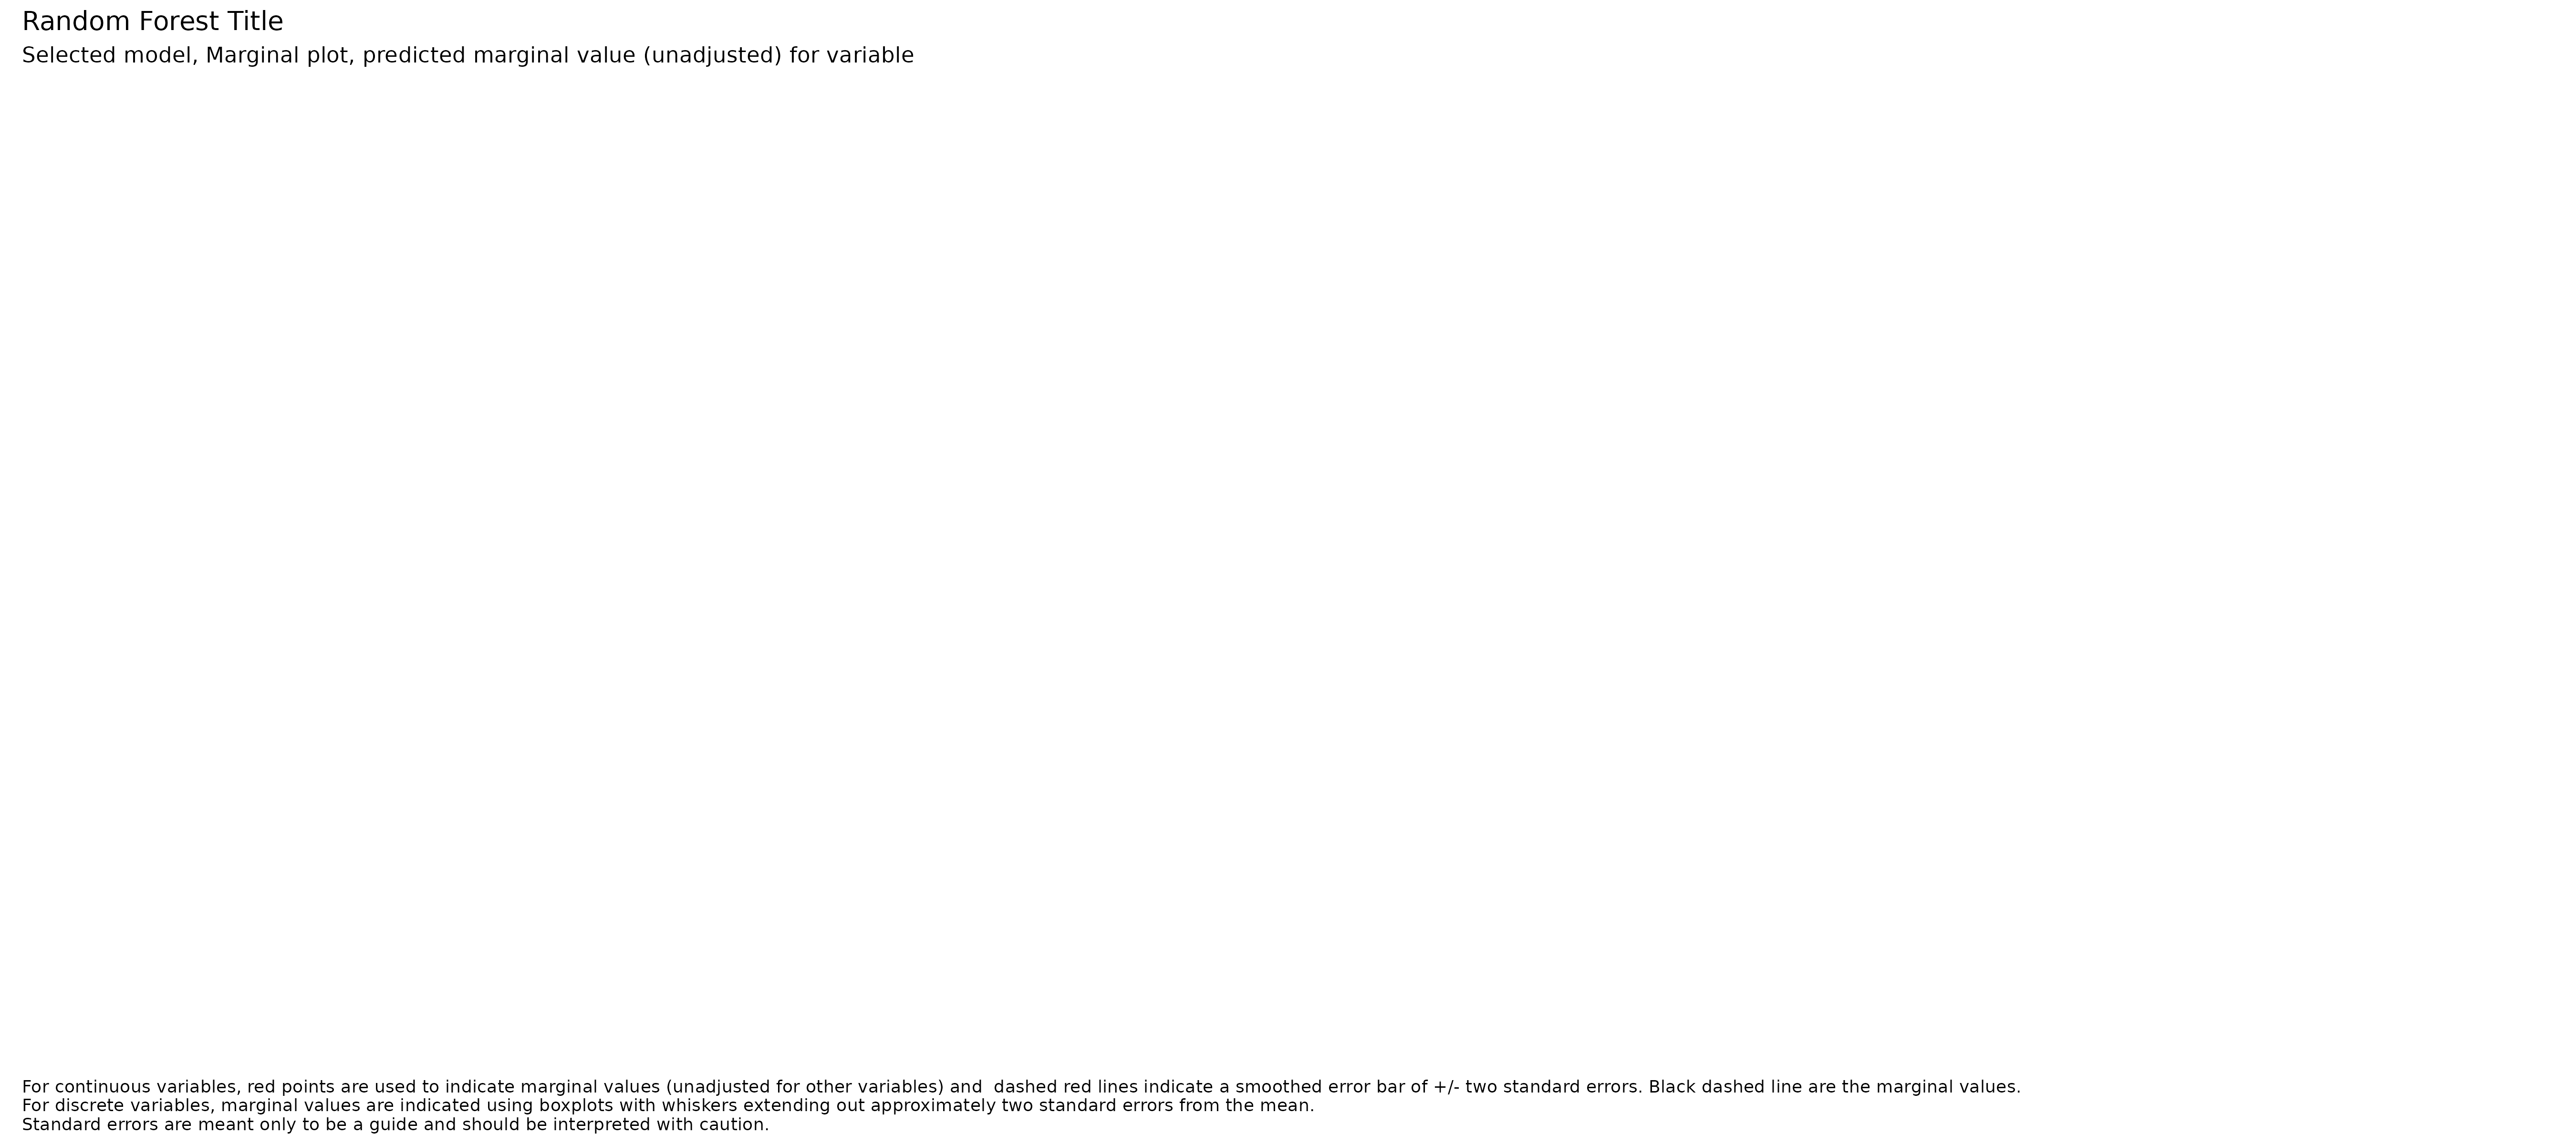 Random Forest Title
Selected model, Marginal plot, predicted marginal value (unadjusted) for variable
For continuous variables, red points are used to indicate marginal values (unadjusted for other variables) and  dashed red lines indicate a smoothed error bar of +/- two standard errors. Black dashed line are the marginal values.
For discrete variables, marginal values are indicated using boxplots with whiskers extending out approximately two standard errors from the mean.
Standard errors are meant only to be a guide and should be interpreted with caution.